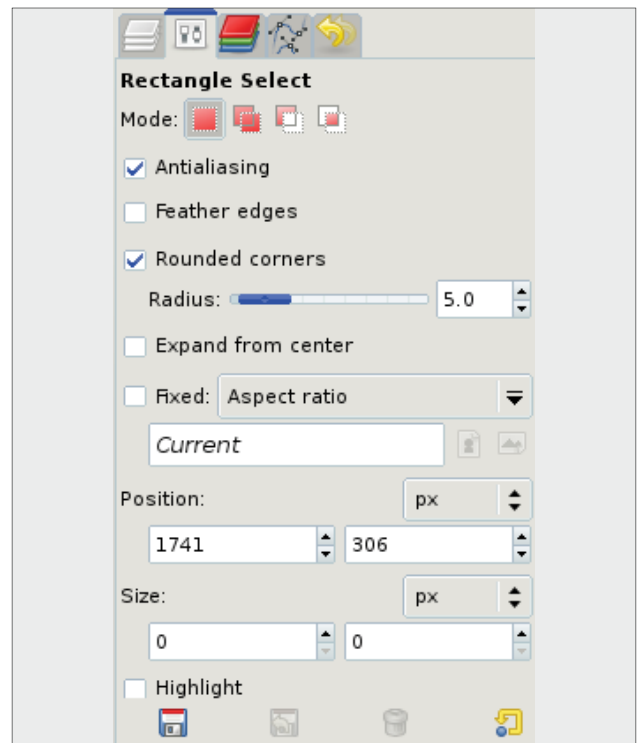 Rectangle Select
Mode:
Antialiasing
Feather edges
Rounded corners
Radius: 5.0
Expand from center
Fixed: Aspect ratio
Current
Position: px
1741 306
Size: px
0 0
Highlight